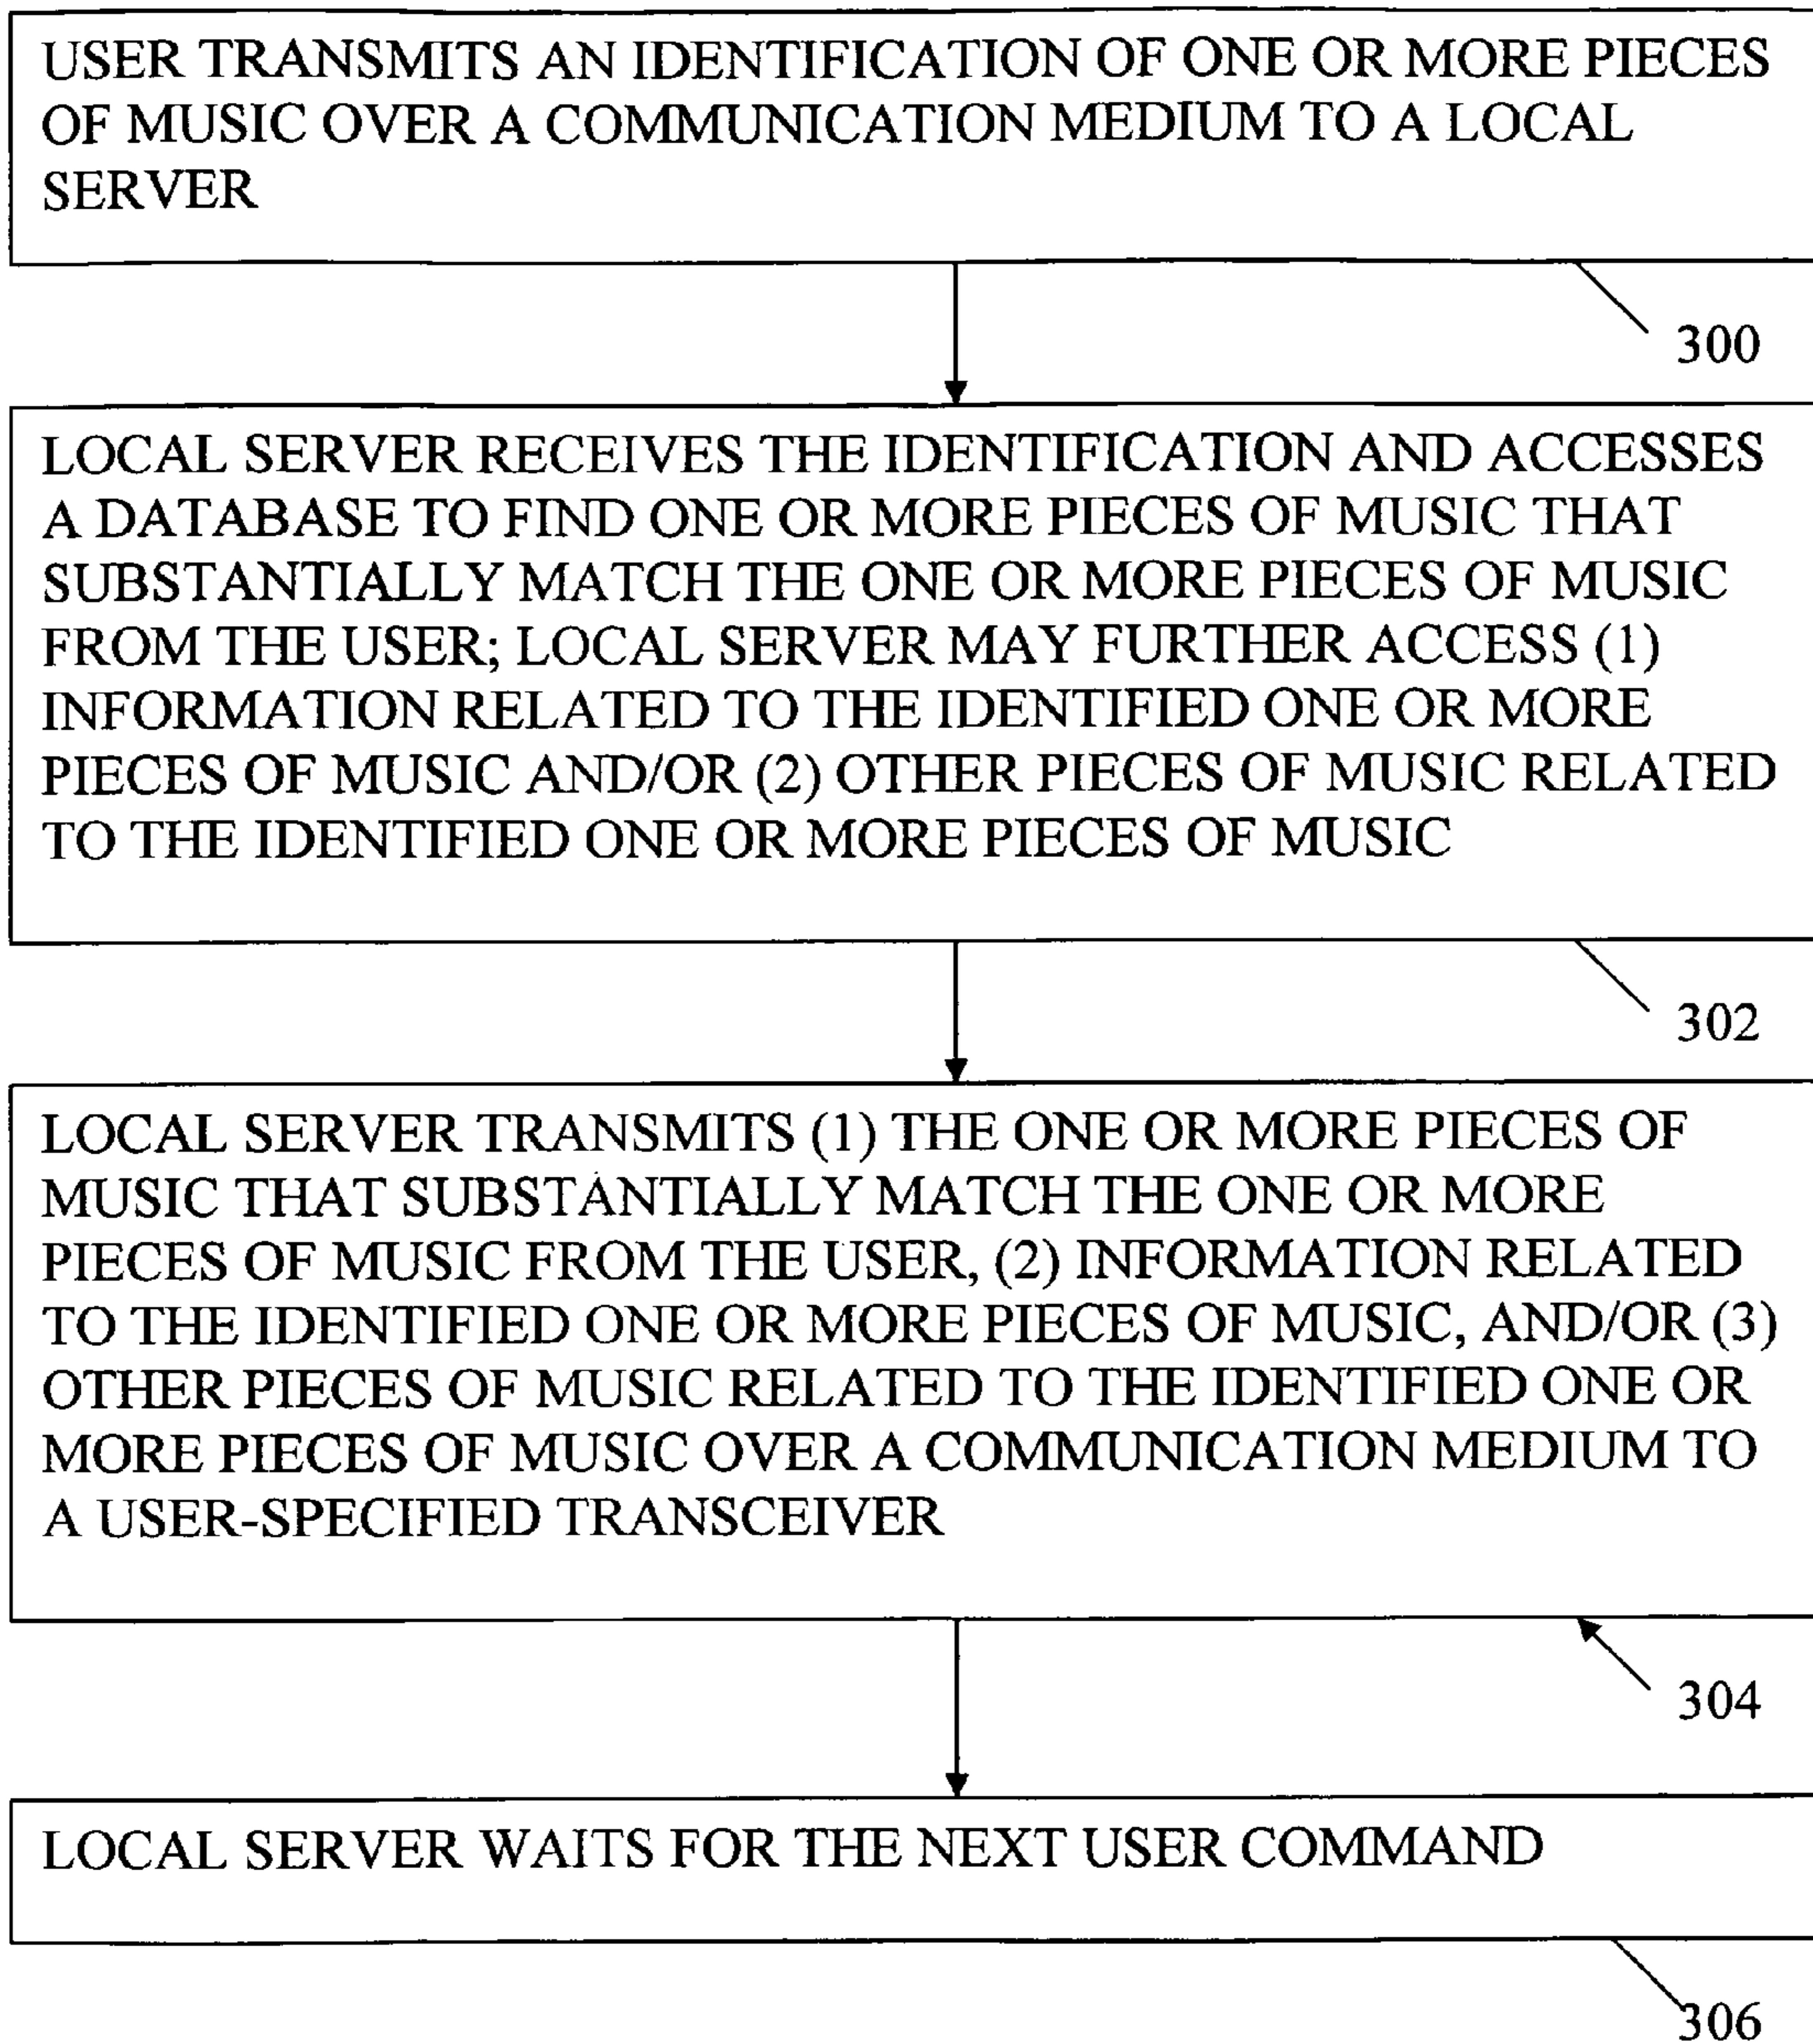 USER TRANSMITS AN IDENTIFICATION OF ONE OR MORE PIECES
OF MUSIC OVER A COMMUNICATION MEDIUM TO A LOCAL
SERVER
300
LOCAL SERVER RECEIVES THE IDENTIFICATION AND ACCESSES
A DATABASE TO FIND ONE OR MORE PIECES OF MUSIC THAT
SUBSTANTIALLY MATCH THE ONE OR MORE PIECES OF MUSIC
FROM THE USER; LOCAL SERVER MAY FURTHER ACCESS (1)
INFORMATION RELATED TO THE IDENTIFIED ONE OR MORE
PIECES OF MUSIC AND/OR (2) OTHER PIECES OF MUSIC RELATED
TO THE IDENTIFIED ONE OR MORE PIECES OF MUSIC
302
LOCAL SERVER TRANSMITS (1) THE ONE OR MORE PIECES OF
MUSIC THAT SUBSTANTIALLY MATCH THE ONE OR MORE
PIECES OF MUSIC FROM THE USER, (2) INFORMATION RELATED
TO THE IDENTIFIED ONE OR MORE PIECES OF MUSIC, AND/OR (3)
OTHER PIECES OF MUSIC RELATED TO THE IDENTIFIED ONE OR
MORE PIECES OF MUSIC OVER A COMMUNICATION MEDIUM TO
A USER-SPECIFIED TRANSCEIVER
304
LOCAL SERVER WAITS FOR THE NEXT USER COMMAND
306